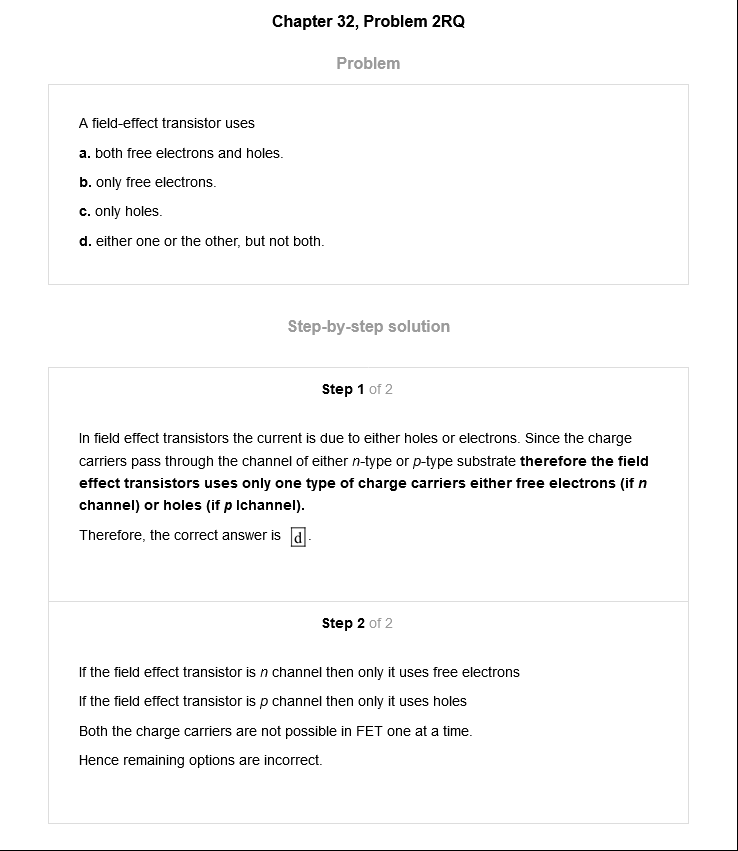 Chapter 32, Problem 2RQ
Problem
A field-effect transistor uses
a. both free electrons and holes.
b. only free electrons.
c. only holes.
d. either one or the other, but not both.
Step-by-step solution
Step 1 of 2
In field effect transistors the current is due to either holes or electrons. Since the charge
carriers pass through the channel of either n-type or p-type substrate therefore the field
effect transistors uses only one type of charge carriers either free electrons (if n
channel) or holes (if p lchannel).
Therefore, the correct answer is d.
Step 2 of 2
If the field effect transistor is n channel then only it uses free electrons
If the field effect transistor is p channel then only it uses holes
Both the charge carriers are not possible in FET one at a time.
Hence remaining options are incorrect.